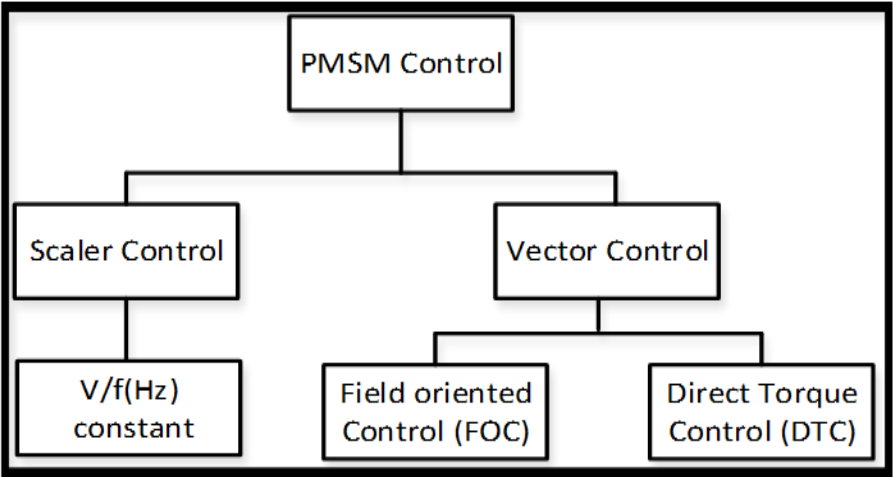 PMSM Control
Scaler Control
Vector Control
V/f(Hz)
constant
Field oriented
Control (FOC)
Direct Torque
Control (DTC)